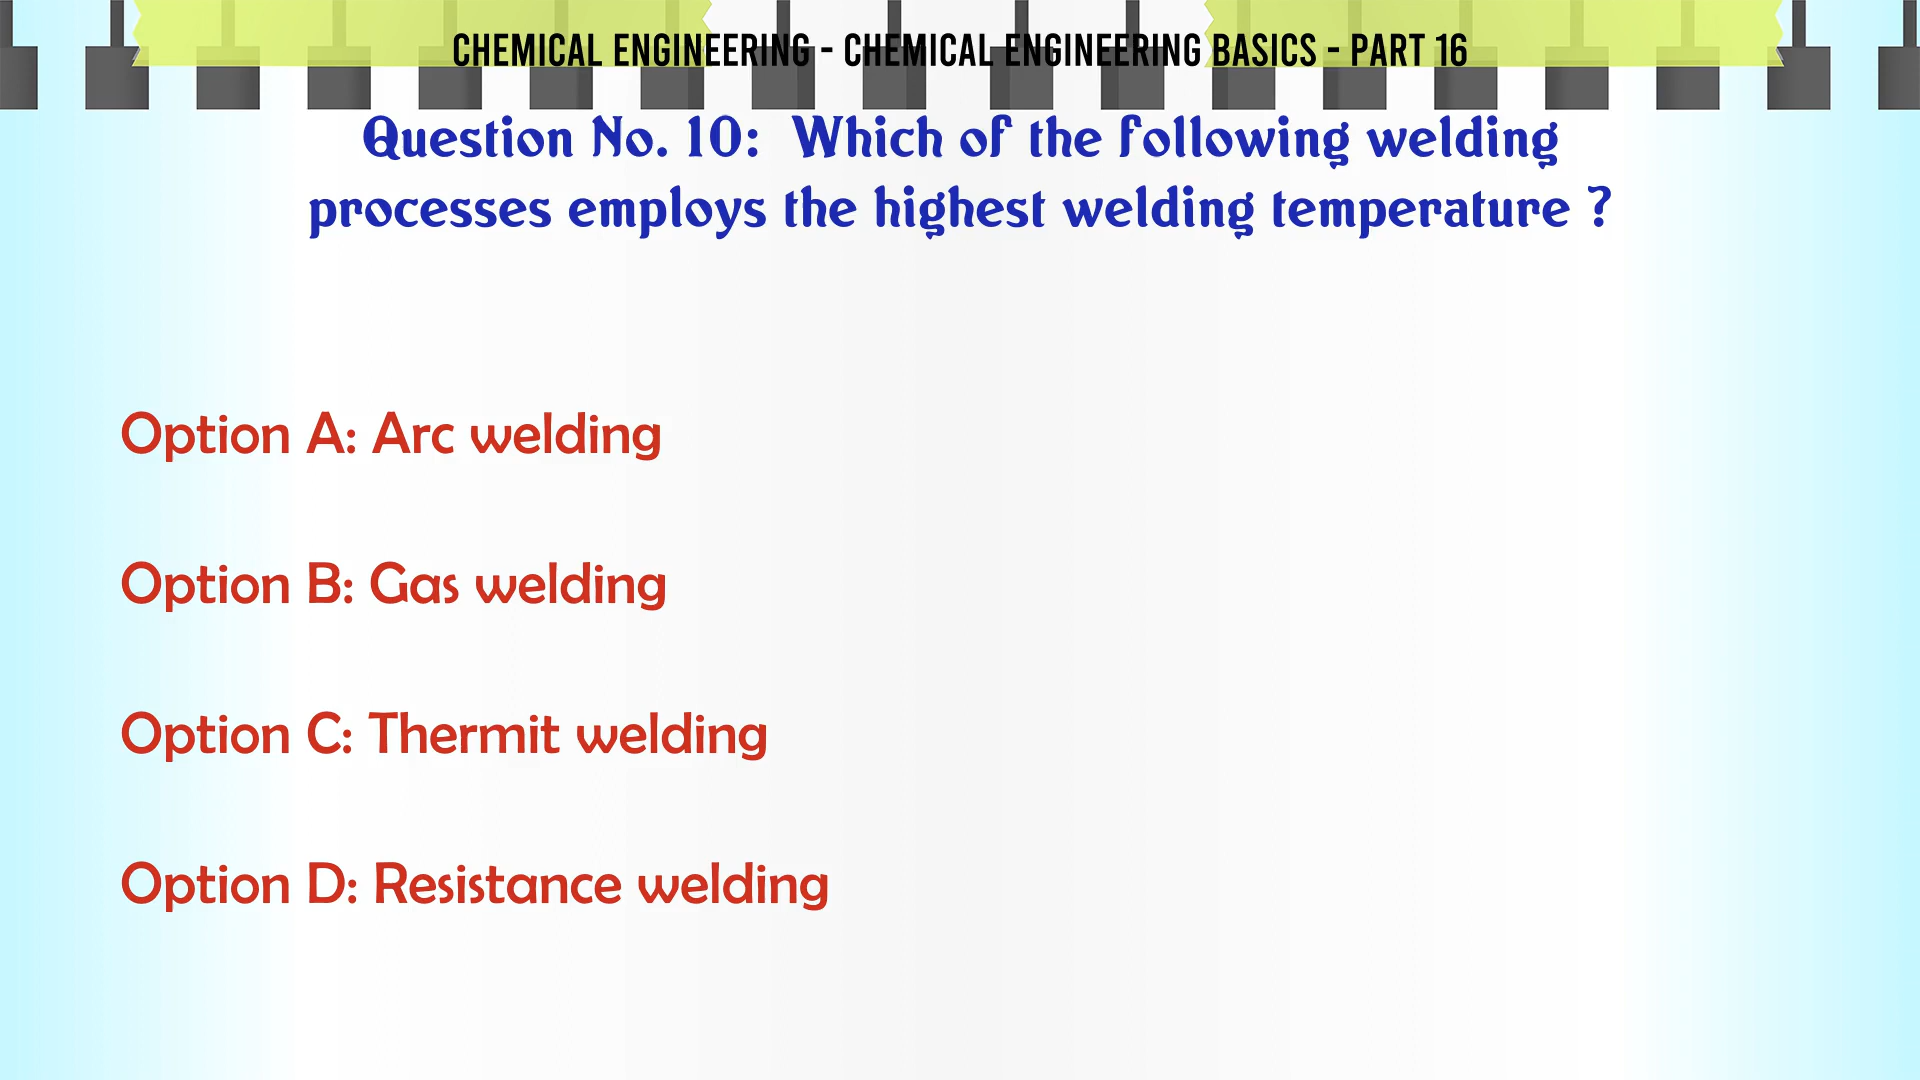 CHEMICAL ENGINEERING - CHEMICAL ENGINEERING BASICS - PART 16
Question No. 10: Which of the following welding
processes employs the highest welding temperature ?
Option A: Arc welding
Option B: Gas welding
Option C: Thermit welding
Option D: Resistance welding